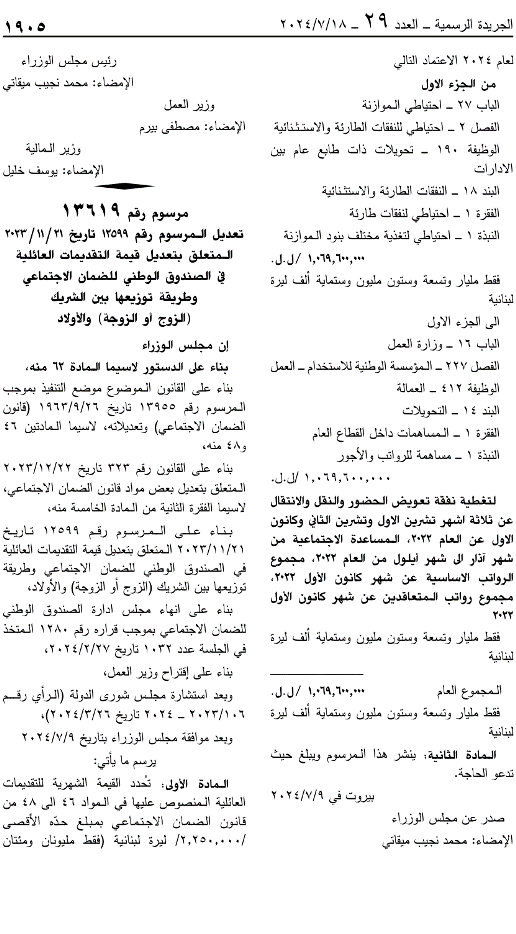 الجريدة الرسمية ــ العدد ٢٩ ــ ٢٠٢٤/٧/١٨
١٩٠٥
لعام ٢٠٢٤ الاعتماد التالي
من الجزء الاول
الباب ٢٧ ــ احتياطي الموازنة
الفصل ٢ ــ احتياطي للنفقات الطارئة والاستثنائية
الوظيفة ١٩٠ ــ تحويلات ذات طابع عام بين
الادارات
البند ١٨ ــ النفقات الطارئة والاستثنائية
الفقرة ١ ــ احتياطي لنفقات طارئة
النبذة ١ ــ احتياطي لتغذية مختلف بنود الموازنة
١,٠٦٩,٦٠٠,٠٠٠ /ل.ل.
فقط مليار وتسعة وستون مليون وستماية ألف ليرة
لبنانية
الى الجزء الاول
الباب ١٦ ــ وزارة العمل
الفصل ٢٢٧ ــ المؤسسة الوطنية للاستخدام ــ العمل
الوظيفة ٤١٢ ــ العمالة
البند ١٤ ــ التحويلات
الفقرة ١ ــ المساهمات داخل القطاع العام
النبذة ١ ــ مساهمة للرواتب والأجور
١,٠٦٩,٦٠٠,٠٠٠ /ل.ل.
لتغطية نفقة تعويض الحضور والنقل والانتقال
عن ثلاثة اشهر تشرين الاول وتشرين الثاني وكانون
الاول عن العام ٢٠٢٢، المساعدة الاجتماعية من
شهر آذار الى شهر أيلول من العام ٢٠٢٢، مجموع
الرواتب الاساسية عن شهر كانون الأول ٢٠٢٢،
مجموع رواتب المتعاقدين عن شهر كانون الأول
٢٠٢٢
فقط مليار وتسعة وستون مليون وستماية ألف ليرة
لبنانية
المجموع العام ١,٠٦٩,٦٠٠,٠٠٠ /ل.ل.
فقط مليار وتسعة وستون مليون وستماية ألف ليرة
لبنانية
المادة الثانية: ينشر هذا المرسوم ويبلغ حيث
تدعو الحاجة.
بيروت في ٢٠٢٤/٧/٩
صدر عن مجلس الوزراء
الإمضاء: محمد نجيب ميقاتي
رئيس مجلس الوزراء
الإمضاء: محمد نجيب ميقاتي
وزير العمل
الإمضاء: مصطفى بيرم
وزير المالية
الإمضاء: يوسف خليل
مرسوم رقم ١٣٦١٩
تعديل المرسوم رقم ١٢٥٩٩ تاريخ ٢٠٢٣/١١/٢١
المتعلق بتعديل قيمة التقديمات العائلية
في الصندوق الوطني للضمان الاجتماعي
وطريقة توزيعها بين الشريك
(الزوج أو الزوجة) والأولاد
إن مجلس الوزراء
بناء على الدستور لاسيما المادة ٦٢ منه،
بناء على القانون الموضوع موضع التنفيذ بموجب
المرسوم رقم ١٣٩٥٥ تاريخ ١٩٦٣/٩/٢٦ (قانون
الضمان الاجتماعي) وتعديلاته، لاسيما المادتين ٤٦
و٤٨ منه،
بناء على القانون رقم ٣٢٣ تاريخ ٢٠٢٣/١٢/٢٢
المتعلق بتعديل بعض مواد قانون الضمان الاجتماعي،
لاسيما الفقرة الثانية من المادة الخامسة منه،
بناء على المرسوم رقم ١٢٥٩٩ تاريخ
٢٠٢٣/١١/٢١ المتعلق بتعديل قيمة التقديمات العائلية
في الصندوق الوطني للضمان الاجتماعي وطريقة
توزيعها بين الشريك (الزوج أو الزوجة) والأولاد،
بناء على انهاء مجلس ادارة الصندوق الوطني
للضمان الاجتماعي بموجب قراره رقم ١٢٨٠ المتخذ
في الجلسة عدد ١٠٣٢ تاريخ ٢٠٢٤/٢/٢٧،
بناء على إقتراح وزير العمل،
وبعد استشارة مجلس شورى الدولة (الرأي رقم
٢٠٢٣/١٠٦ ــ ٢٠٢٤ تاريخ ٢٠٢٤/٣/٢٦)،
وبعد موافقة مجلس الوزراء بتاريخ ٢٠٢٤/٧/٩
يرسم ما يأتي:
المادة الأولى: تُحدد القيمة الشهرية للتقديمات
العائلية المنصوص عليها في المواد ٤٦ الى ٤٨ من
قانون الضمان الاجتماعي بمبلغ حدّه الأقصى
/٢,٢٥٠,٠٠٠/ ليرة لبنانية (فقط مليونان ومئتان